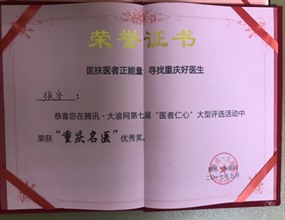 荣誉证书
匡扶医者正能量 寻找重庆好医生
恭喜您在腾讯·大渝网第七届“医者仁心”大型评选活动中
荣获“重庆名医”优秀奖。